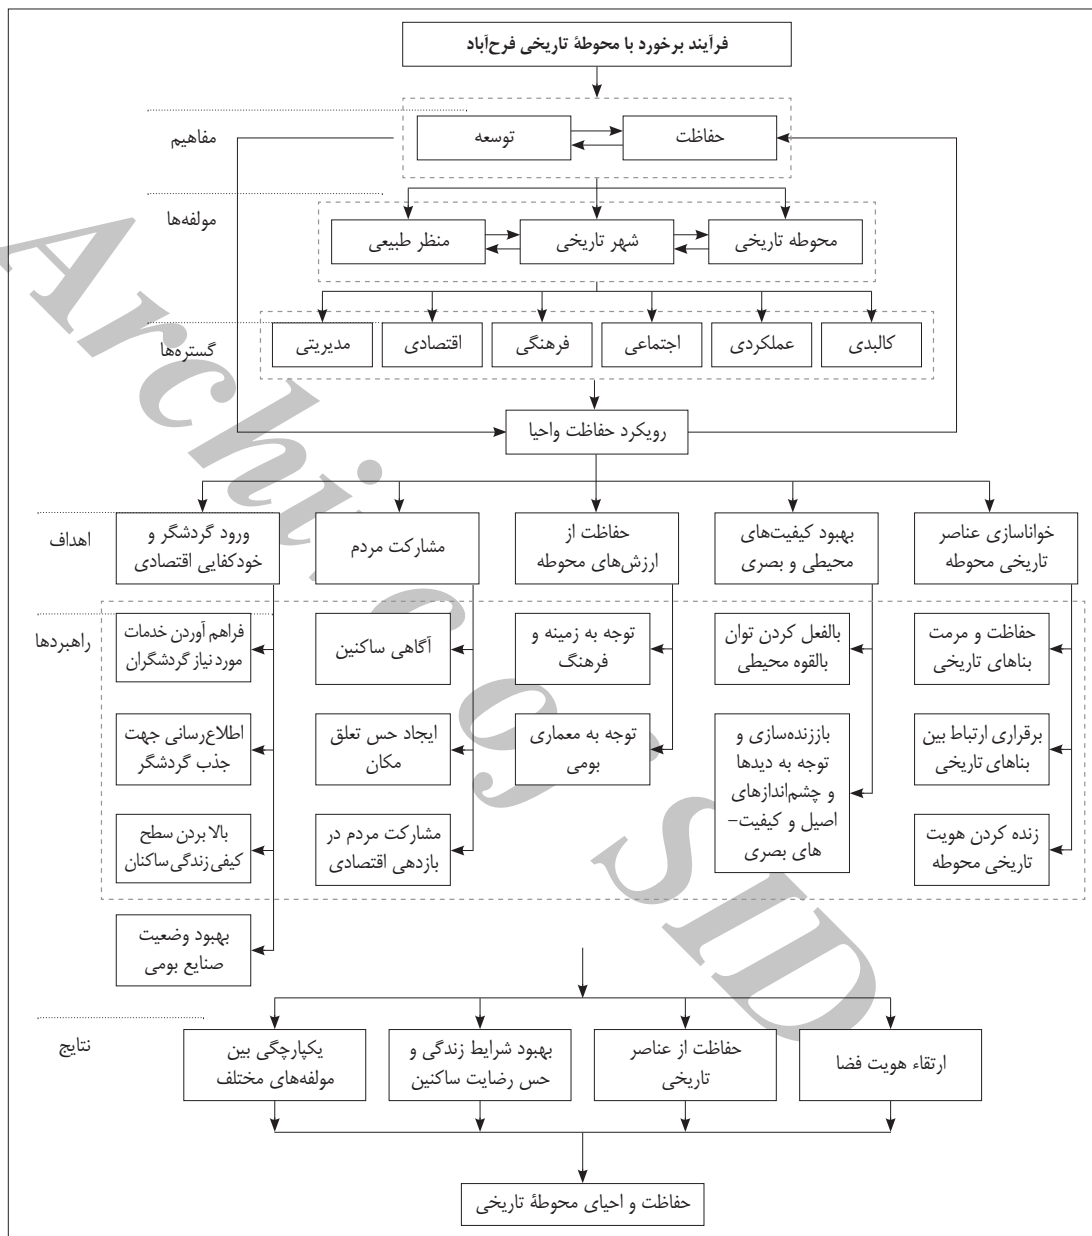 فرآیند برخورد با محوطهٔ تاریخی فرح‌آباد
مفاهیم
حفاظت
توسعه
مولفه‌ها
محوطه تاریخی
شهر تاریخی
منظر طبیعی
گستره‌ها
کالبدی
عملکردی
اجتماعی
فرهنگی
اقتصادی
مدیریتی
رویکرد حفاظت واحیا
اهداف
خواناسازی عناصر
تاریخی محوطه
بهبود کیفیت‌های
محیطی و بصری
حفاظت از
ارزش‌های محوطه
مشارکت مردم
ورود گردشگر و
خودکفایی اقتصادی
راهبردها
حفاظت و مرمت
بناهای تاریخی
برقراری ارتباط بین
بناهای تاریخی
زنده کردن هویت
تاریخی محوطه
بالفعل کردن توان
بالقوه محیطی
باززنده‌سازی و
توجه به دیدها
و چشم‌اندازهای
اصیل و کیفیت–
های بصری
توجه به زمینه و
فرهنگ
توجه به معماری
بومی
آگاهی ساکنین
ایجاد حس تعلق
مکان
مشارکت مردم در
بازدهی اقتصادی
فراهم آوردن خدمات
مورد نیاز گردشگران
اطلاع‌رسانی جهت
جذب گردشگر
بالا بردن سطح
کیفی زندگی ساکنان
بهبود وضعیت
صنایع بومی
نتایج
ارتقاء هویت فضا
حفاظت از عناصر
تاریخی
بهبود شرایط زندگی و
حس رضایت ساکنین
یکپارچگی بین
مولفه‌های مختلف
حفاظت و احیای محوطهٔ تاریخی
Archive of SID